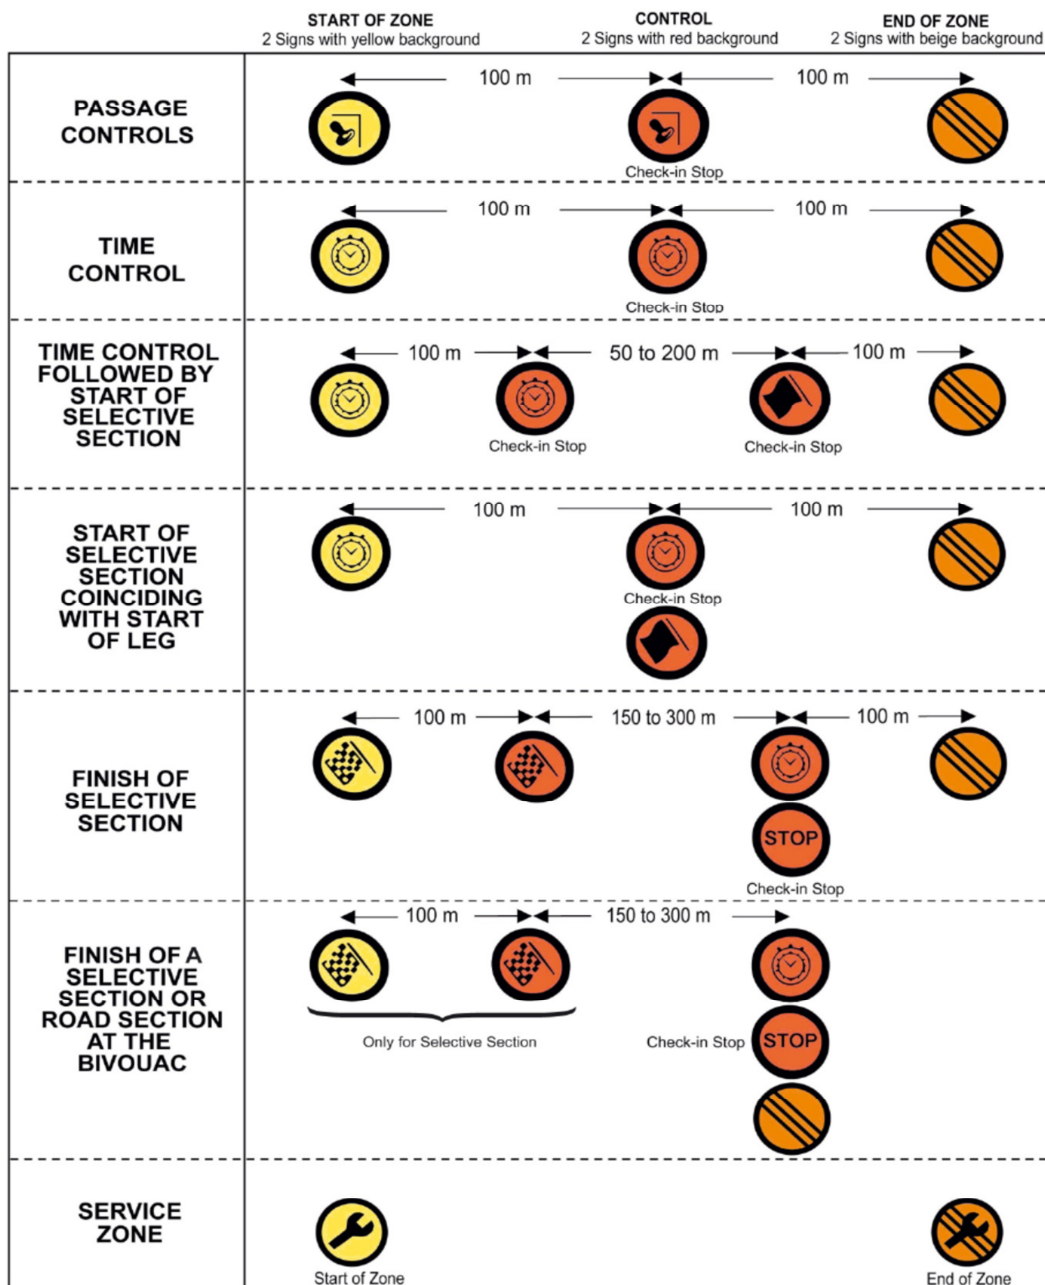 START OF ZONE
2 Signs with yellow background
CONTROL
2 Signs with red background
END OF ZONE
2 Signs with beige background
PASSAGE
CONTROLS
100 m
100 m
Check-in Stop
TIME
CONTROL
100 m
100 m
Check-in Stop
TIME CONTROL
FOLLOWED BY
START OF
SELECTIVE
SECTION
100 m
50 to 200 m
100 m
Check-in Stop
Check-in Stop
START OF
SELECTIVE
SECTION
COINCIDING
WITH START
OF LEG
100 m
100 m
Check-in Stop
FINISH OF
SELECTIVE
SECTION
100 m
150 to 300 m
100 m
STOP
Check-in Stop
FINISH OF A
SELECTIVE
SECTION OR
ROAD SECTION
AT THE
BIVOUAC
100 m
150 to 300 m
Only for Selective Section
Check-in Stop
STOP
SERVICE
ZONE
Start of Zone
End of Zone